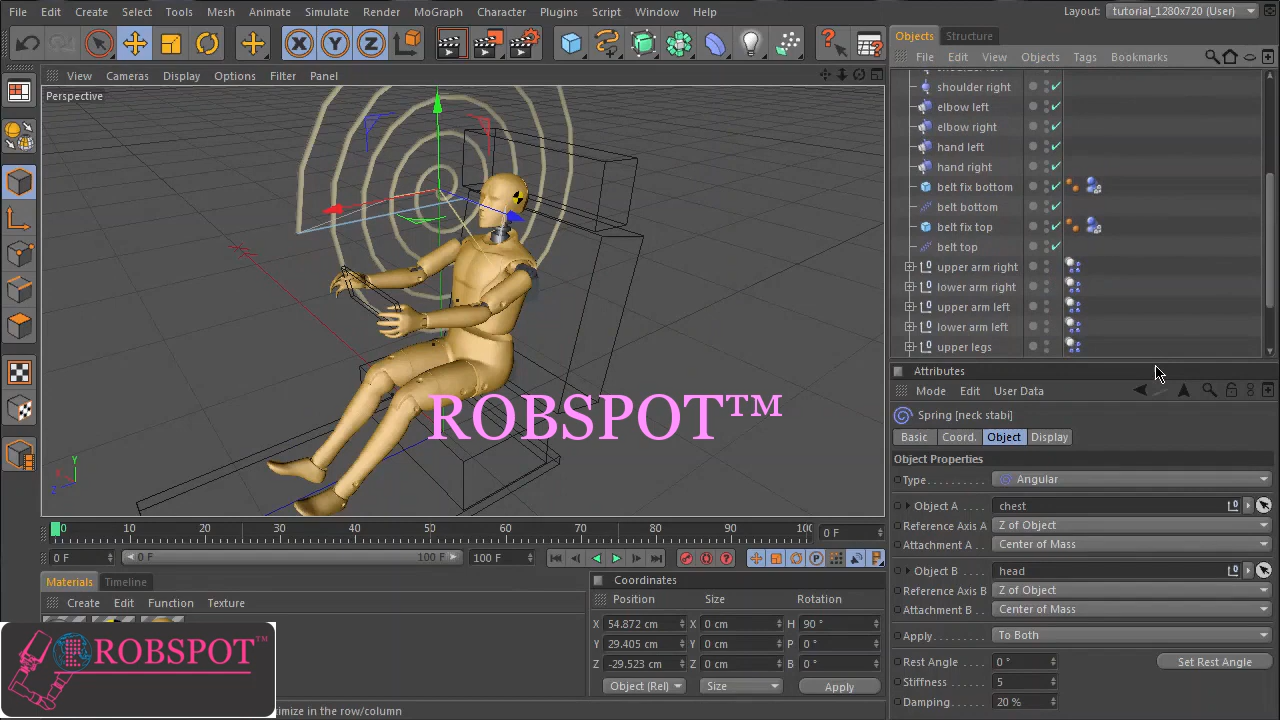 File Edit Create Select Tools Mesh Animate Simulate Render MoGraph Character Plugins Script Window Help Layout: tutorial_1280x720 (User)
Objects Structure
File Edit View Objects Tags Bookmarks
View Cameras Display Options Filter Panel
Perspective
shoulder right
elbow left
elbow right
hand left
hand right
belt fix bottom
belt bottom
belt fix top
belt top
upper arm right
lower arm right
upper arm left
lower arm left
upper legs
Attributes
Mode Edit User Data
Spring [neck stabi]
Basic Coord. Object Display
Object Properties
Type Angular
Object A chest
Reference Axis A Z of Object
Attachment A Center of Mass
Object B head
Reference Axis B Z of Object
Attachment B Center of Mass
Apply To Both
Rest Angle 0 ° Set Rest Angle
Stiffness 5
Damping 20 %
ROBSPOT™
Y
X
Z
0 10 20 30 40 50 60 70 80 90 100 0 F
0 F 0 F 100 F 100 F
Materials Timeline
Create Edit Function Texture
Coordinates
Position Size Rotation
X 54.872 cm X 0 cm H 90 °
Y 29.405 cm Y 0 cm P 0 °
Z -29.523 cm Z 0 cm B 0 °
Object (Rel) Size Apply
ROBSPOT™
imize in the row/column